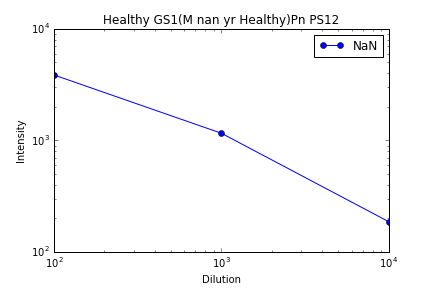 Healthy GS1(M nan yr Healthy)Pn PS12
NaN
10^4
10^3
10^2
Intensity
10^2 10^3 10^4
Dilution